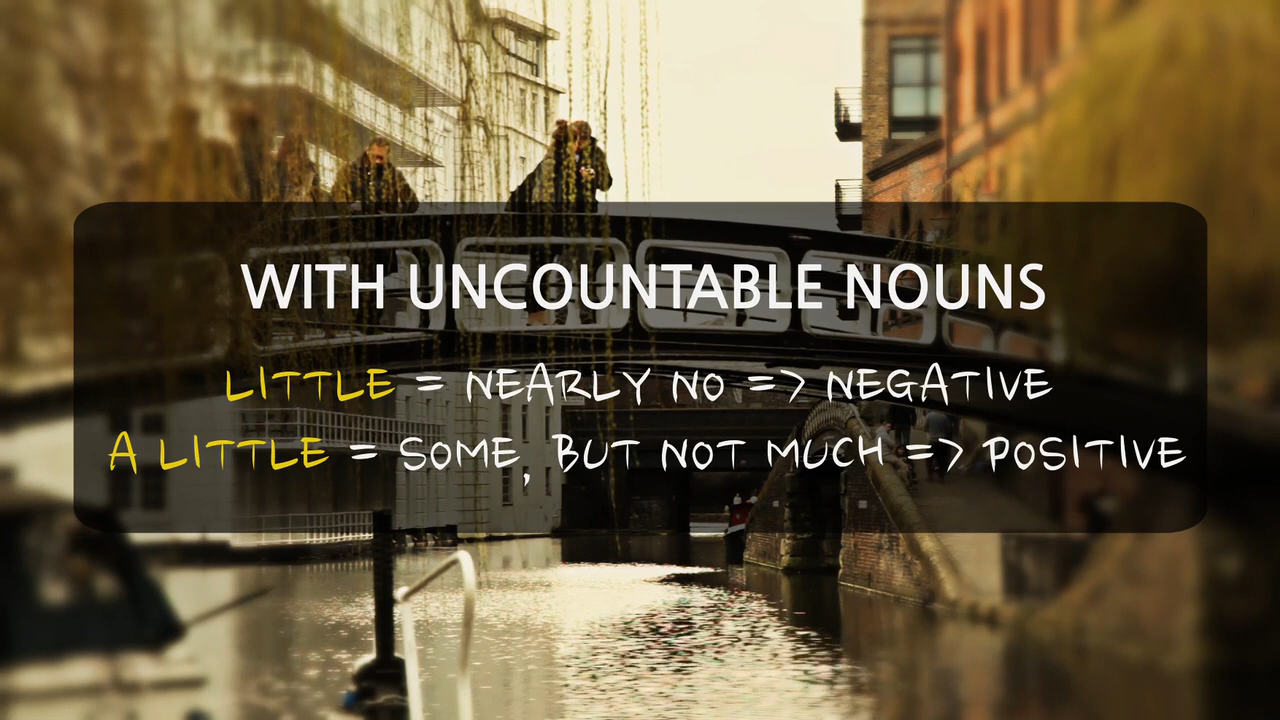 WITH UNCOUNTABLE NOUNS
LITTLE = NEARLY NO => NEGATIVE
A LITTLE = SOME, BUT NOT MUCH => POSITIVE